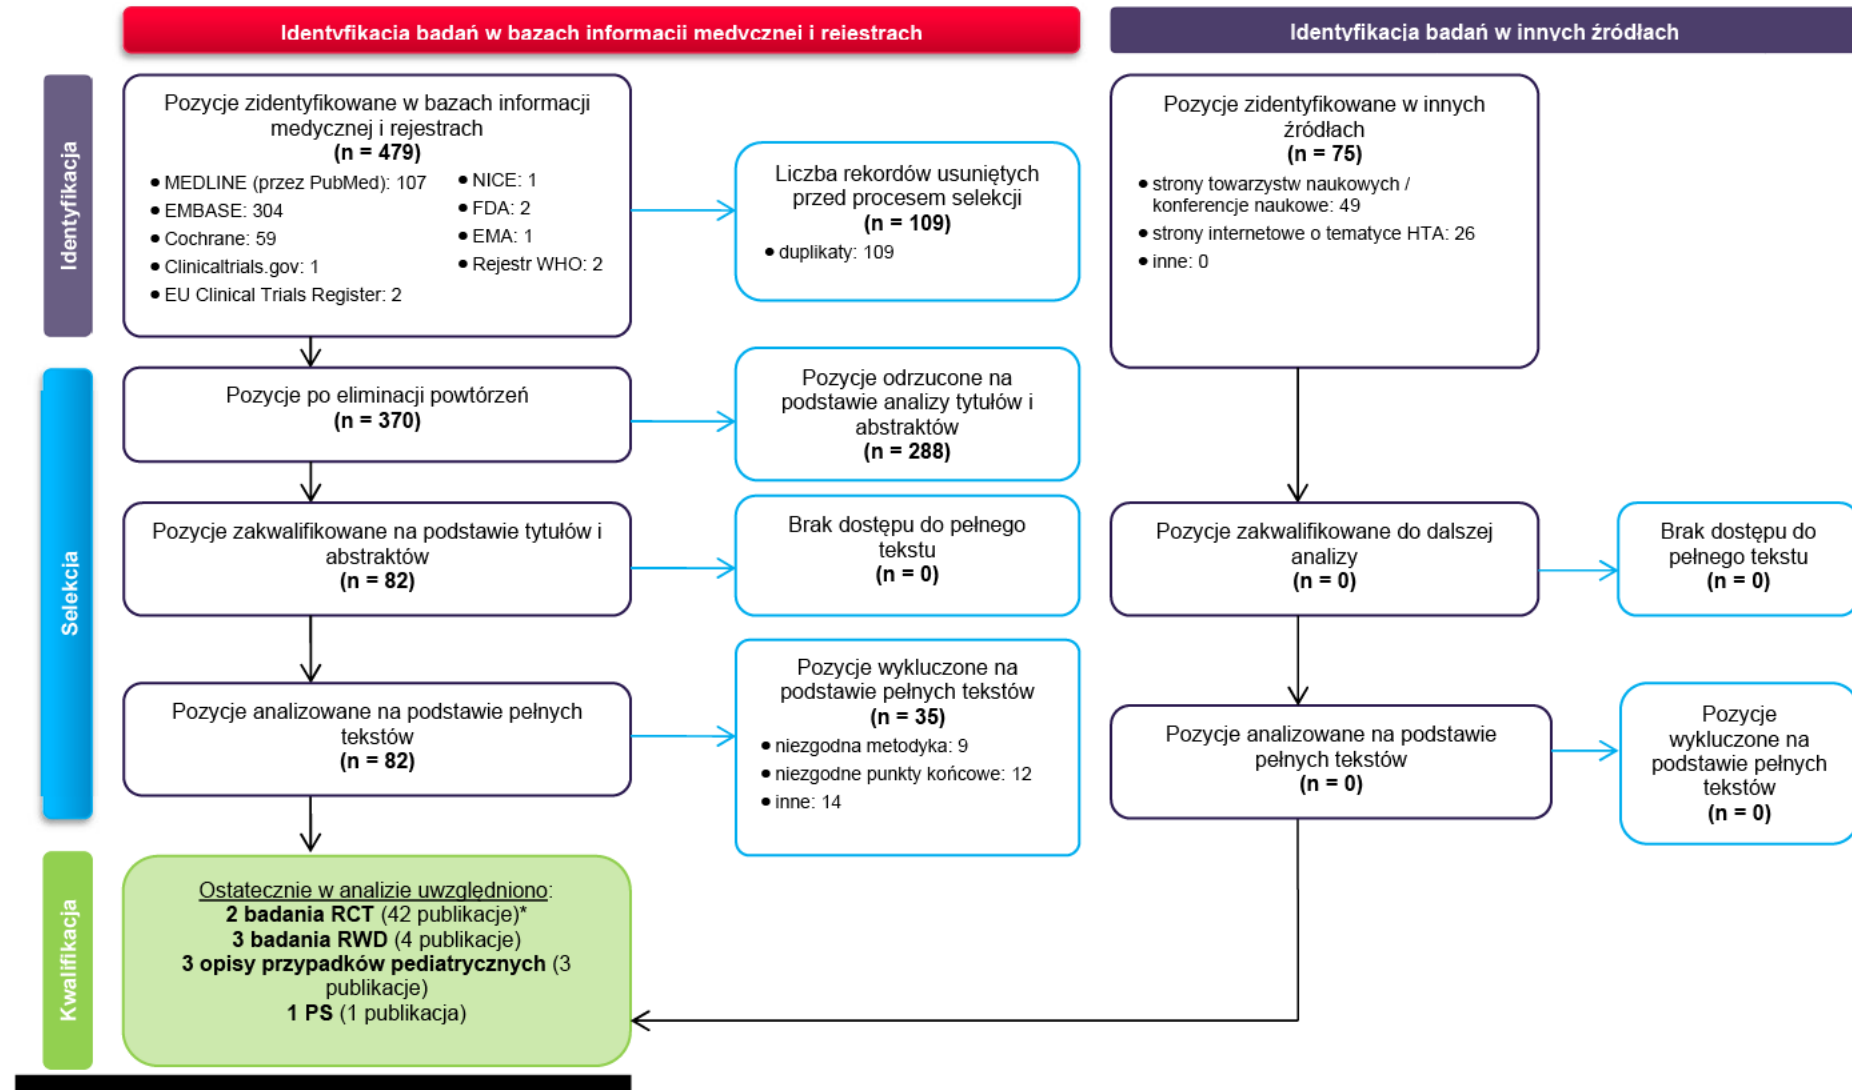 Identyfikacja badań w bazach informacji medycznej i rejestrach
Identyfikacja badań w innych źródłach
Identyfikacja
Pozycje zidentyfikowane w bazach informacji
medycznej i rejestrach
(n = 479)
• MEDLINE (przez PubMed): 107
• EMBASE: 304
• Cochrane: 59
• Clinicaltrials.gov: 1
• EU Clinical Trials Register: 2
• NICE: 1
• FDA: 2
• EMA: 1
• Rejestr WHO: 2
Liczba rekordów usuniętych
przed procesem selekcji
(n = 109)
• duplikaty: 109
Pozycje zidentyfikowane w innych
źródłach
(n = 75)
• strony towarzystw naukowych /
konferencje naukowe: 49
• strony internetowe o tematyce HTA: 26
• inne: 0
Selekcja
Pozycje po eliminacji powtórzeń
(n = 370)
Pozycje odrzucone na
podstawie analizy tytułów i
abstraktów
(n = 288)
Pozycje zakwalifikowane na podstawie tytułów i
abstraktów
(n = 82)
Brak dostępu do pełnego
tekstu
(n = 0)
Pozycje zakwalifikowane do dalszej
analizy
(n = 0)
Brak dostępu do
pełnego tekstu
(n = 0)
Pozycje analizowane na podstawie pełnych
tekstów
(n = 82)
Pozycje wykluczone na
podstawie pełnych tekstów
(n = 35)
• niezgodna metodyka: 9
• niezgodne punkty końcowe: 12
• inne: 14
Pozycje analizowane na podstawie
pełnych tekstów
(n = 0)
Pozycje
wykluczone na
podstawie pełnych
tekstów
(n = 0)
Kwalifikacja
Ostatecznie w analizie uwzględniono:
2 badania RCT (42 publikacje)*
3 badania RWD (4 publikacje)
3 opisy przypadków pediatrycznych (3
publikacje)
1 PS (1 publikacja)